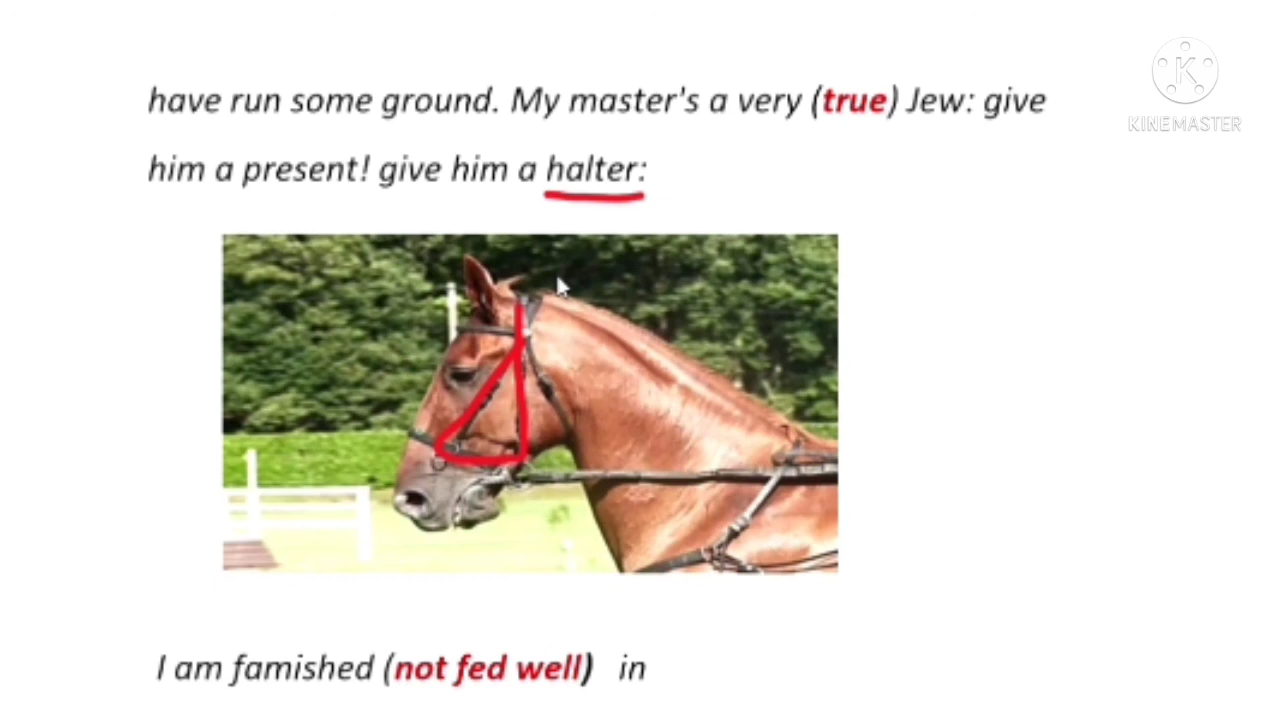 have run some ground. My master's a very (true) Jew: give
him a present! give him a halter:
I am famished (not fed well) in
K
KINEMASTER